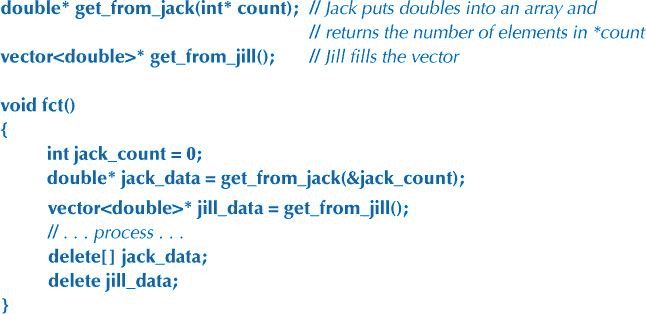 double* get_from_jack(int* count); // Jack puts doubles into an array and
// returns the number of elements in *count
vector<double>* get_from_jill(); // Jill fills the vector
void fct()
{
int jack_count = 0;
double* jack_data = get_from_jack(&jack_count);
vector<double>* jill_data = get_from_jill();
// . . . process . . .
delete[] jack_data;
delete jill_data;
}